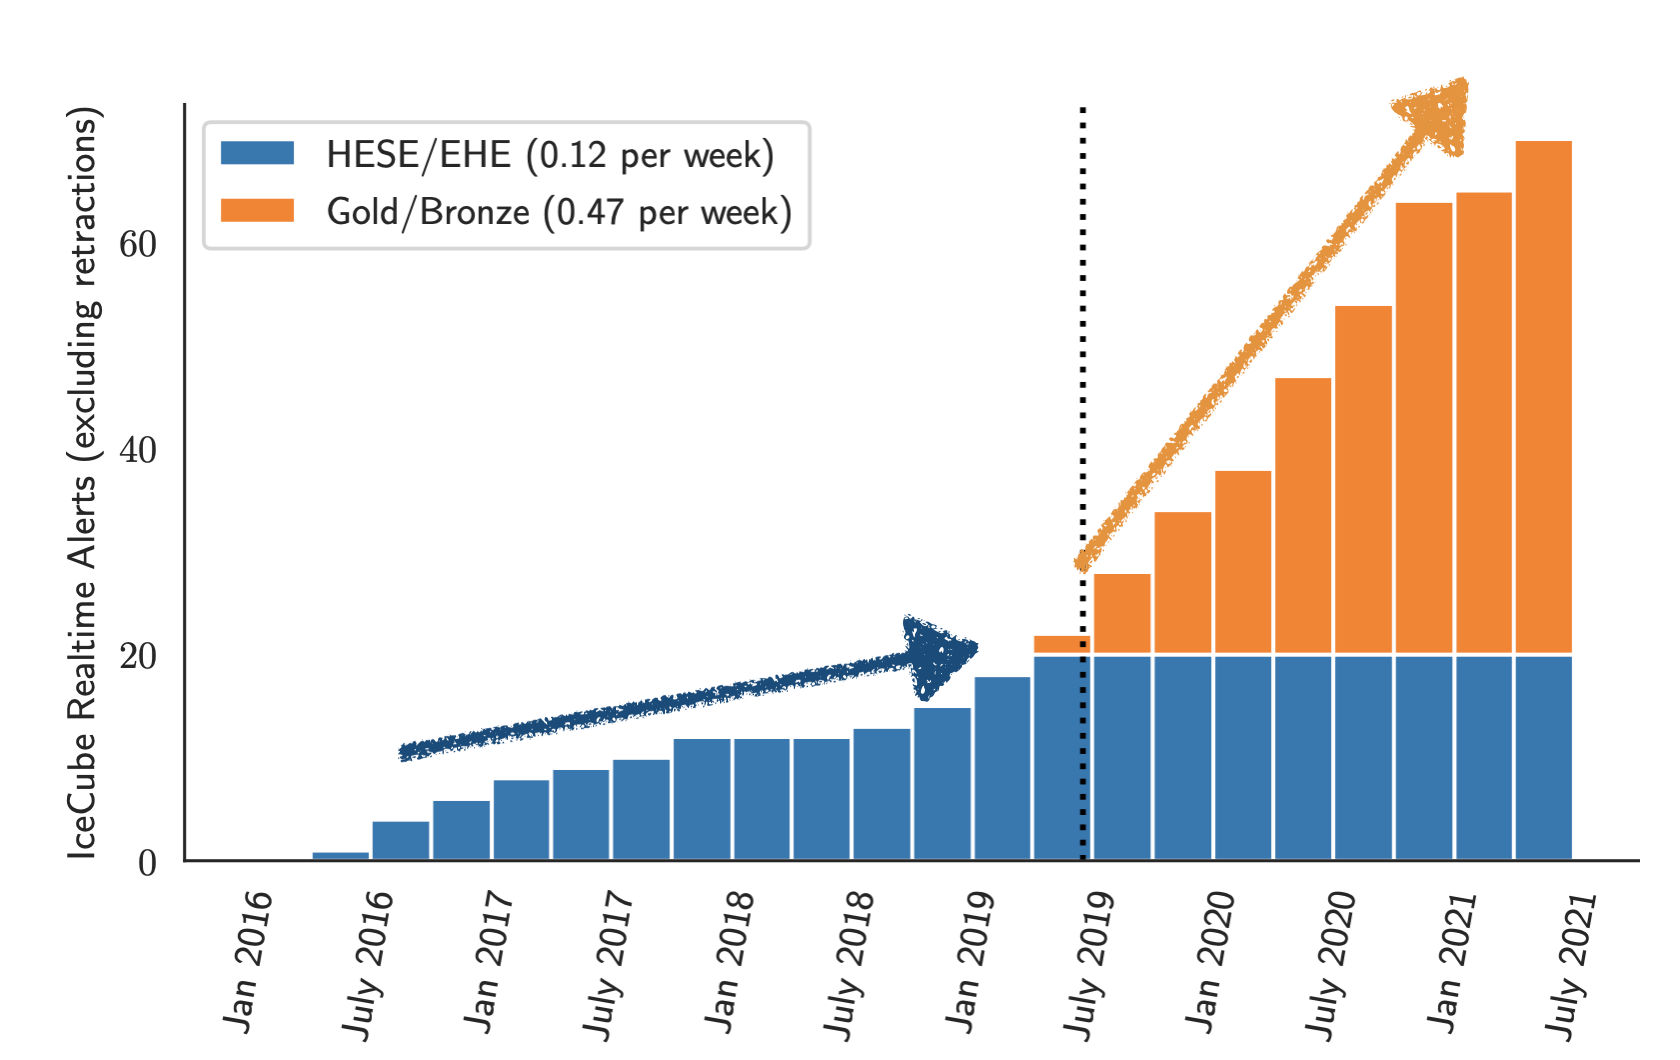 HESE/EHE (0.12 per week)
Gold/Bronze (0.47 per week)
IceCube Realtime Alerts (excluding retractions)
60
40
20
0
Jan 2016
July 2016
Jan 2017
July 2017
Jan 2018
July 2018
Jan 2019
July 2019
Jan 2020
July 2020
Jan 2021
July 2021